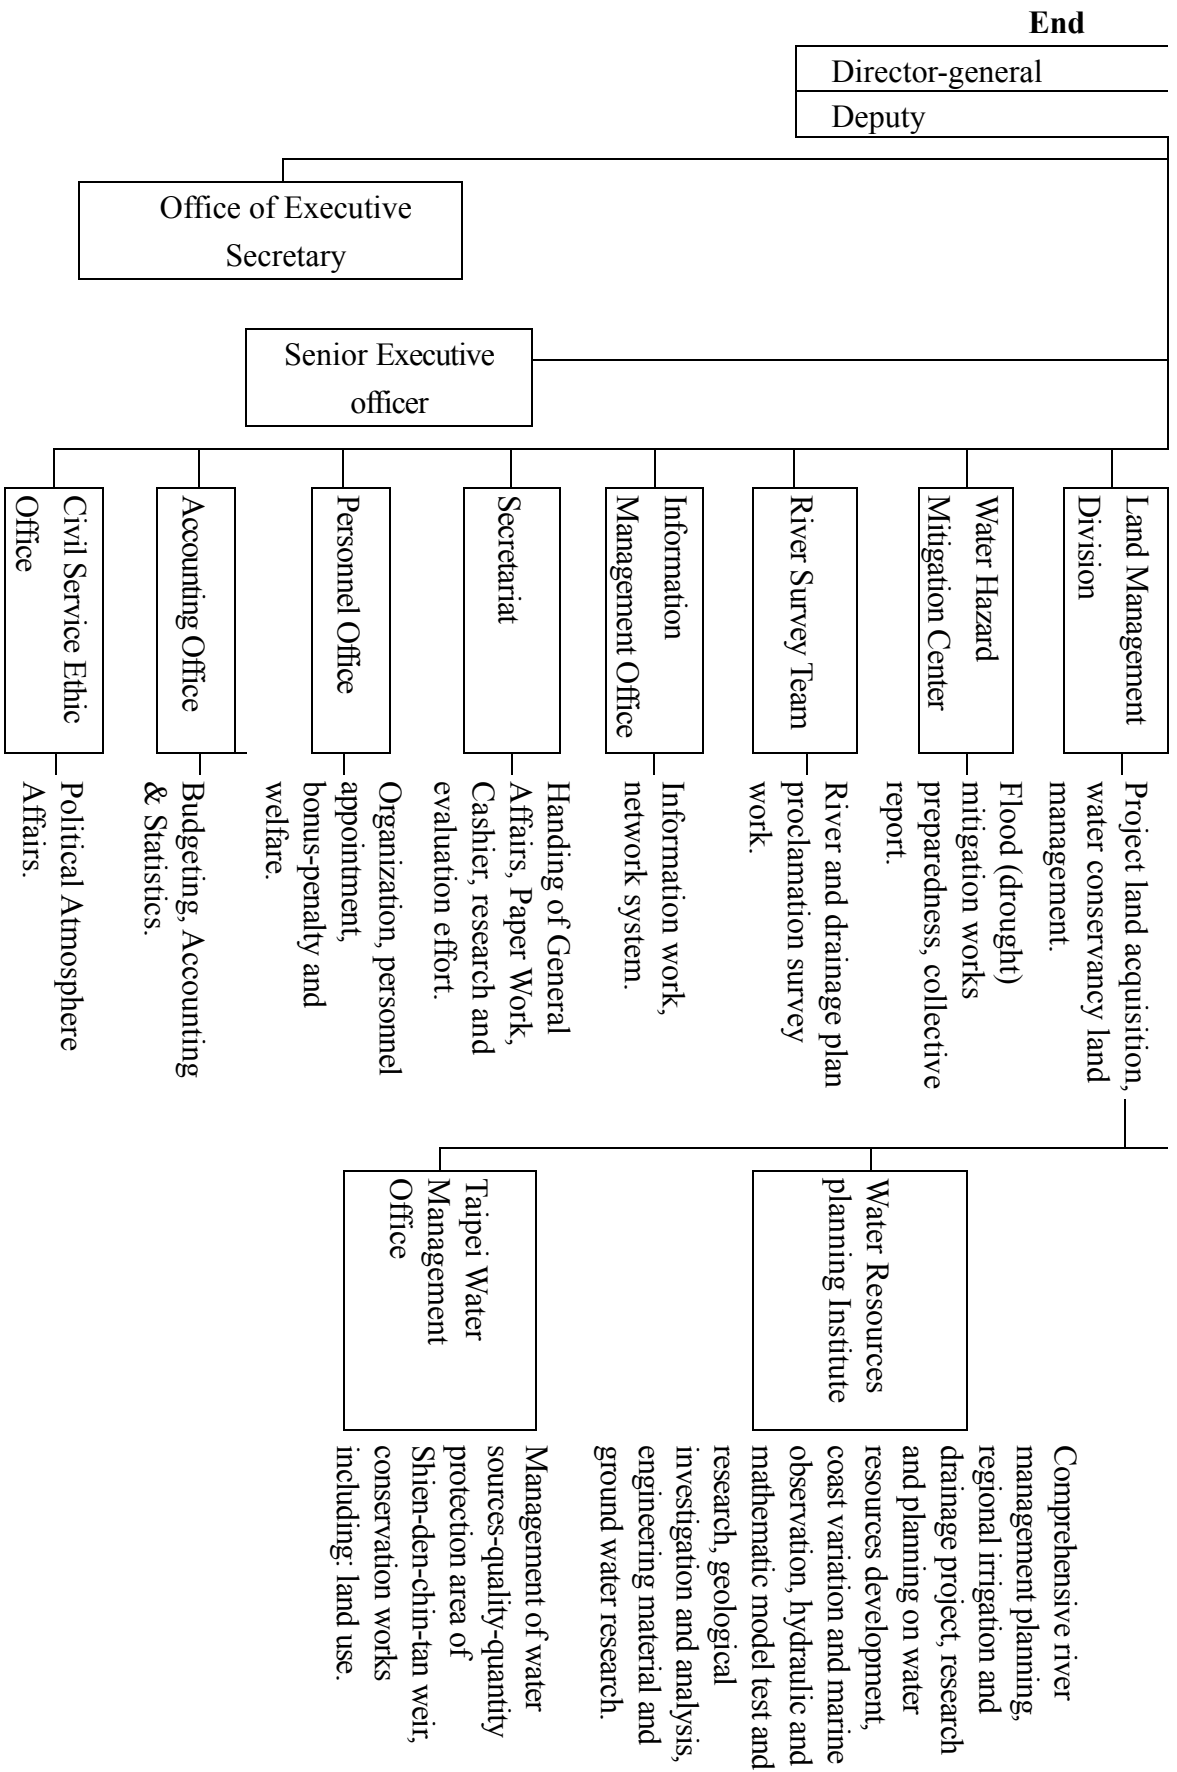 End
Director-general
Deputy
Office of Executive
Secretary
Senior Executive
officer
Land Management
Division
Water Hazard
Mitigation Center
River Survey Team
Information
Management Office
Secretariat
Personnel Office
Accounting Office
Civil Service Ethic
Office
Project land acquisition,
water conservancy land
management.
Flood (drought)
mitigation works
preparedness, collective
report.
River and drainage plan
proclamation survey
work.
Information work,
network system.
Handing of General
Affairs, Paper Work,
Cashier, research and
evaluation effort.
Organization, personnel
appointment,
bonus-penalty and
welfare.
Budgeting, Accounting
& Statistics.
Political Atmosphere
Affairs.
Water Resources
planning Institute
Taipei Water
Management
Office
Comprehensive river
management planning,
regional irrigation and
drainage project, research
and planning on water
resources development,
coast variation and marine
observation, hydraulic and
mathematic model test and
research, geological
investigation and analysis,
engineering material and
ground water research.
Management of water
sources-quality-quantity
protection area of
Shien-den-chin-tan weir,
conservation works
including: land use.